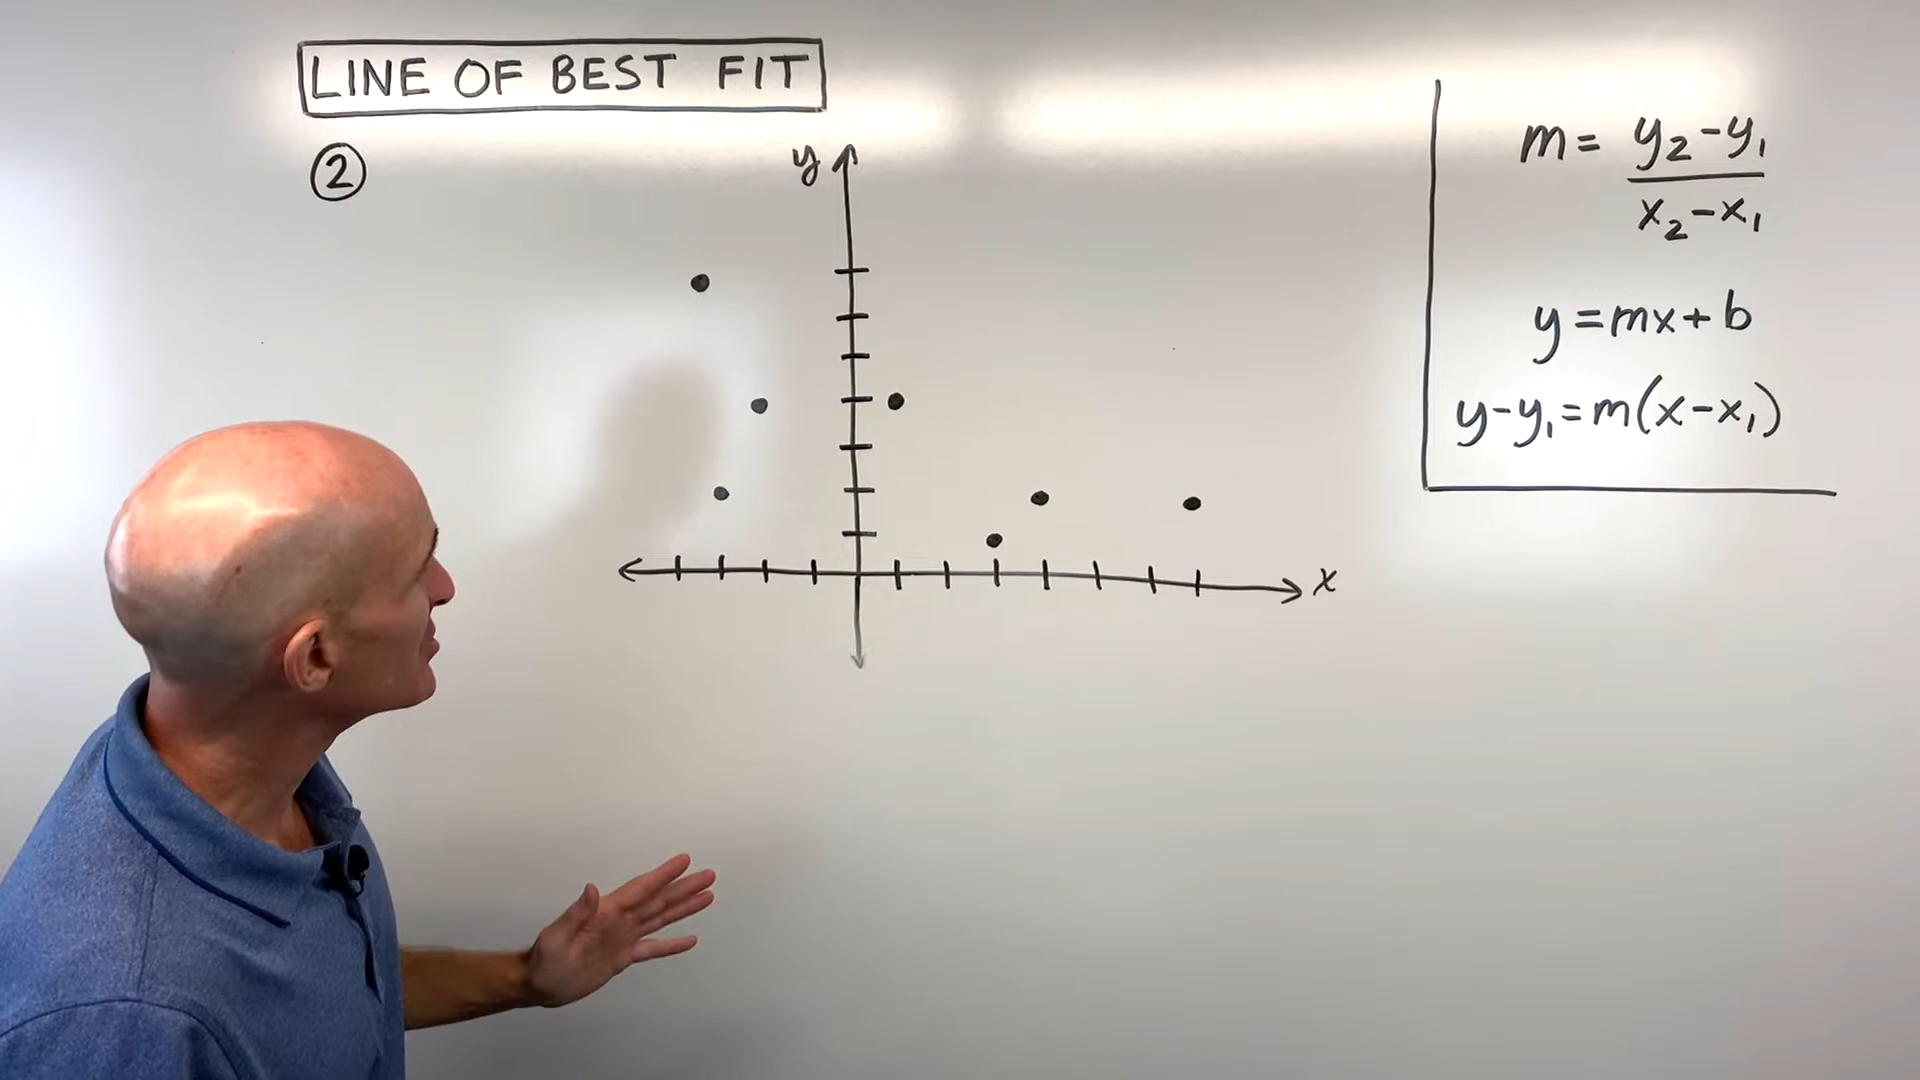 LINE OF BEST FIT
②
y
x
m = y₂-y₁
x₂-x₁
y = mx + b
y-y₁ = m(x-x₁)